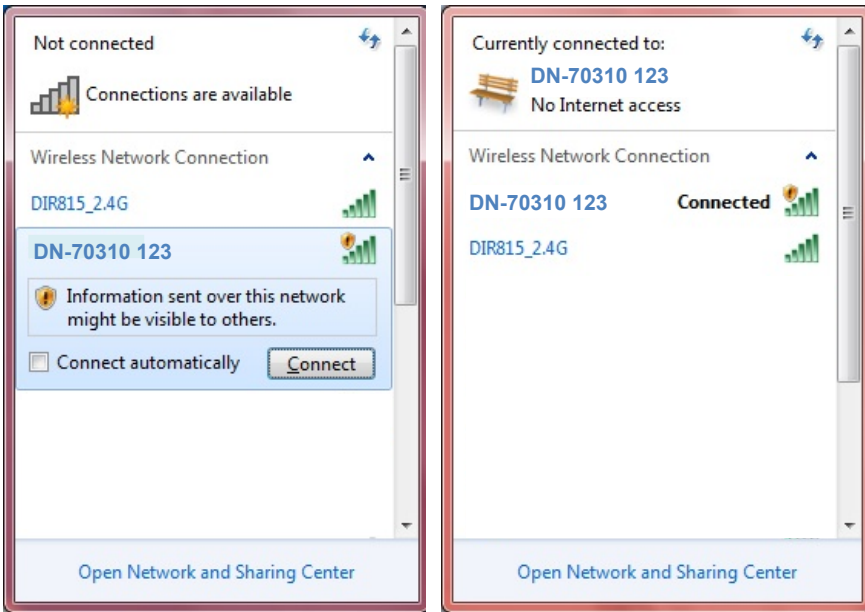 Not connected
Connections are available
Wireless Network Connection
DIR815_2.4G
DN-70310 123
Information sent over this network
might be visible to others.
Connect automatically
Connect
Open Network and Sharing Center
Currently connected to:
DN-70310 123
No Internet access
Wireless Network Connection
DN-70310 123 Connected
DIR815_2.4G
Open Network and Sharing Center